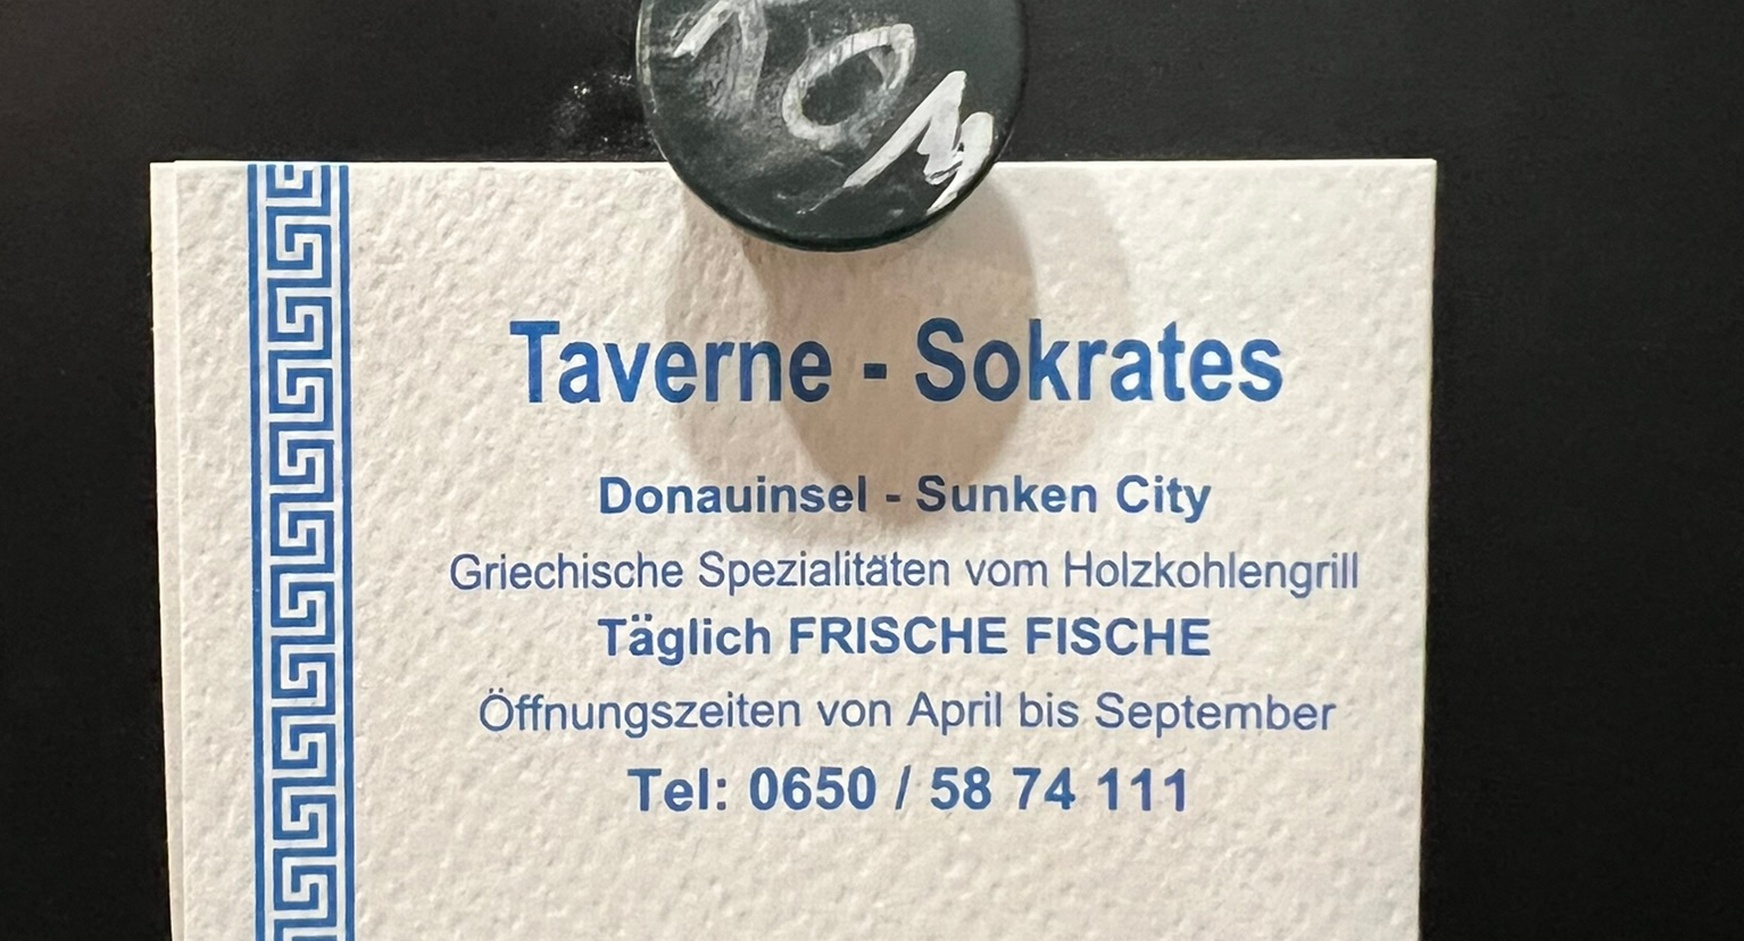 TOM
Taverne - Sokrates
Donauinsel - Sunken City
Griechische Spezialitäten vom Holzkohlengrill
Täglich FRISCHE FISCHE
Öffnungszeiten von April bis September
Tel: 0650 / 58 74 111